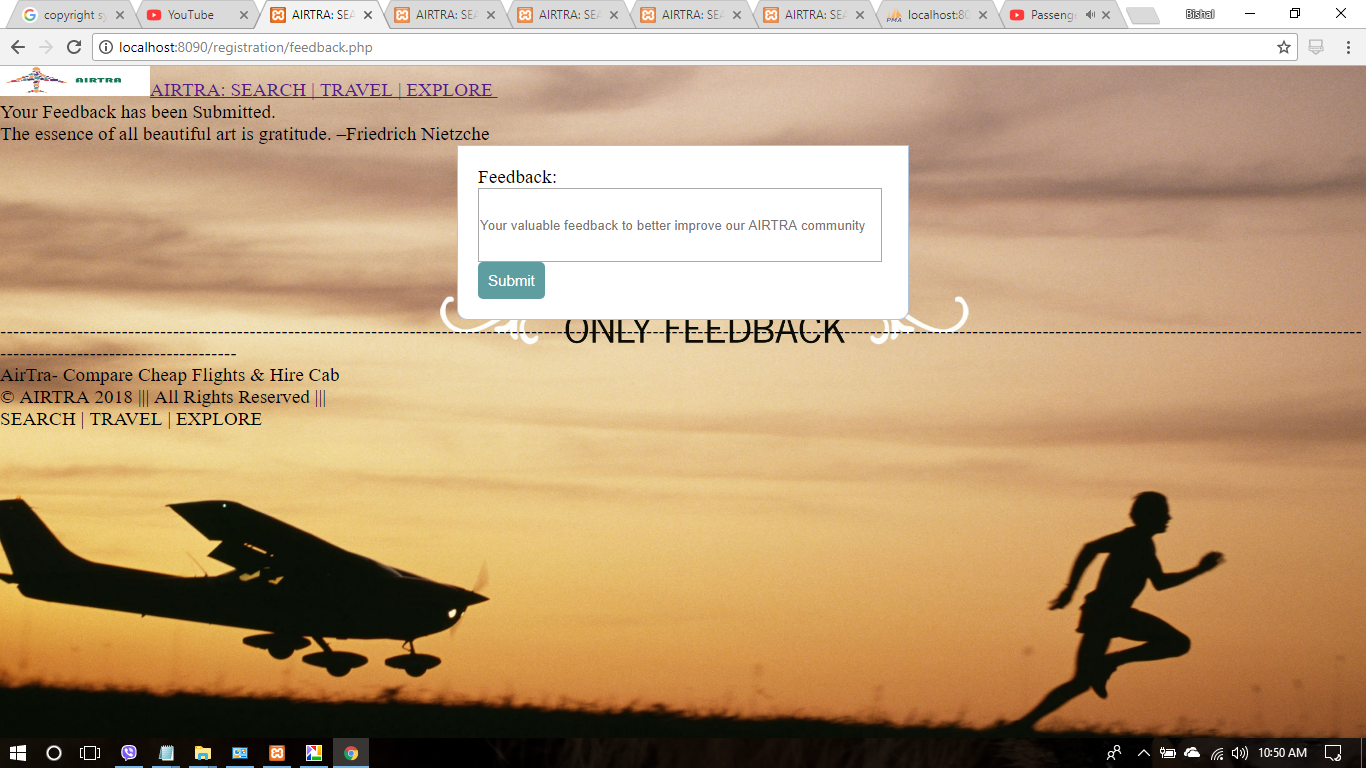 copyright sy
YouTube
AIRTRA: SEA
AIRTRA: SEA
AIRTRA: SEA
AIRTRA: SEA
AIRTRA: SEA
PMA
localhost:80
Passeng
Bishal
localhost:8090/registration/feedback.php
AIRTRA
AIRTRA: SEARCH | TRAVEL | EXPLORE
Your Feedback has been Submitted.
The essence of all beautiful art is gratitude. –Friedrich Nietzche
Feedback:
Your valuable feedback to better improve our AIRTRA community
Submit
ONLY FEEDBACK
AirTra- Compare Cheap Flights & Hire Cab
© AIRTRA 2018 ||| All Rights Reserved |||
SEARCH | TRAVEL | EXPLORE
10:50 AM